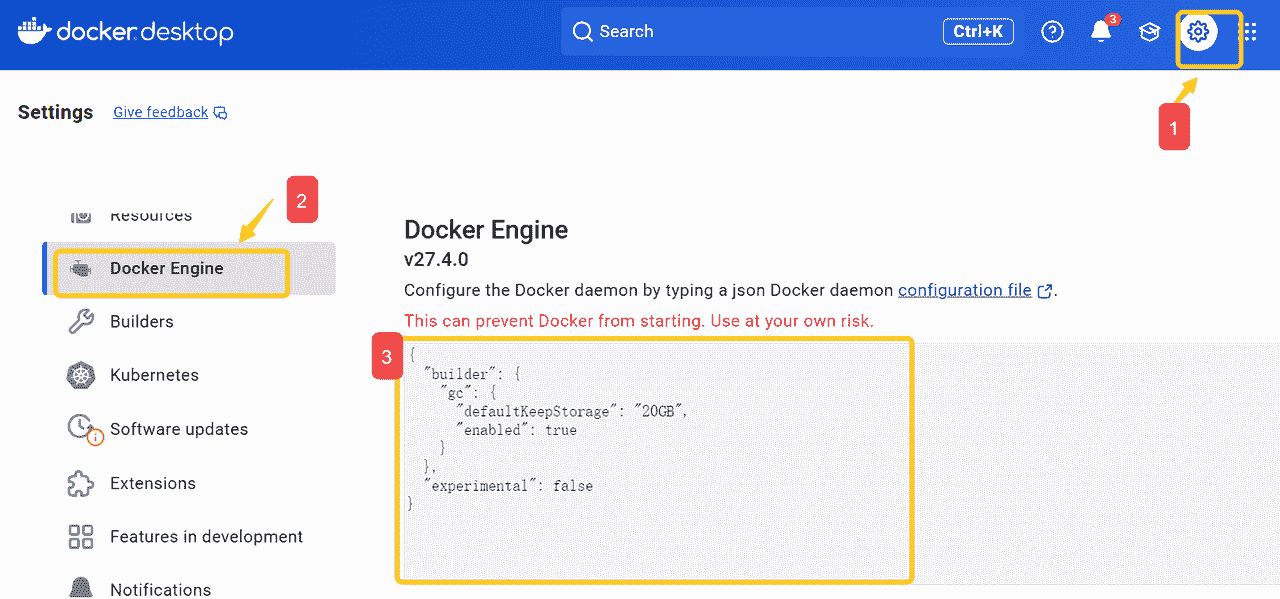 docker.desktop
Search
Ctrl+K
3
1
Settings
Give feedback
2
Resources
Docker Engine
Builders
Kubernetes
Software updates
Extensions
Features in development
Notifications
Docker Engine
v27.4.0
Configure the Docker daemon by typing a json Docker daemon configuration file.
This can prevent Docker from starting. Use at your own risk.
3
{
  "builder": {
    "gc": {
      "defaultKeepStorage": "20GB",
      "enabled": true
    }
  },
  "experimental": false
}